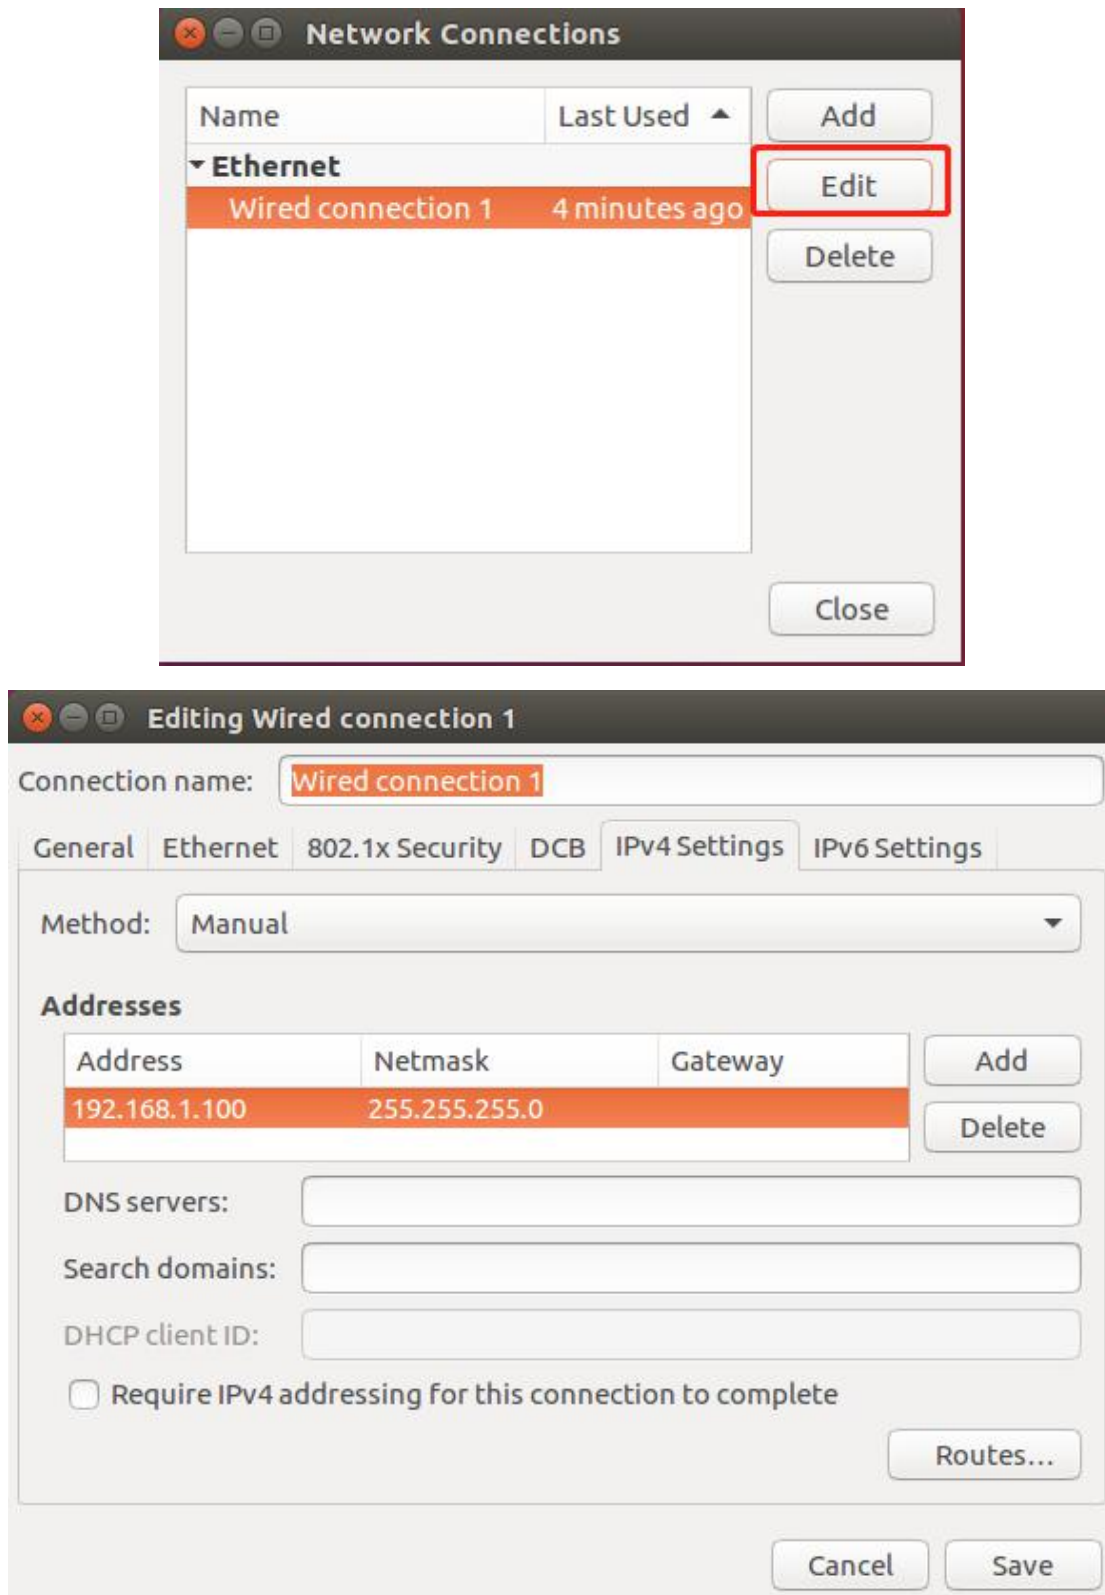 Network Connections
Name Last Used Add
Ethernet
Edit
Wired connection 1 4 minutes ago
Delete
Close
Editing Wired connection 1
Connection name: Wired connection 1
General Ethernet 802.1x Security DCB IPv4 Settings IPv6 Settings
Method: Manual
Addresses
Address Netmask Gateway Add
192.168.1.100 255.255.255.0
Delete
DNS servers:
Search domains:
DHCP client ID:
Require IPv4 addressing for this connection to complete
Routes...
Cancel Save